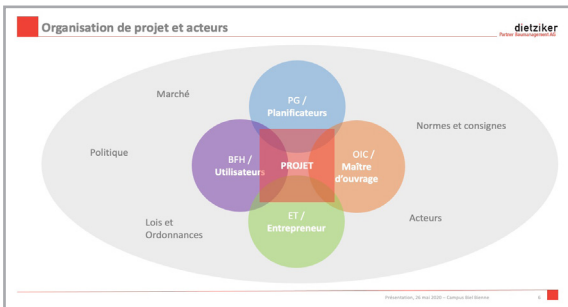 Organisation de projet et acteurs
dietziker
Partner Baumanagement AG
Marché
PG /
Planificateurs
Normes et consignes
Politique
BFH /
Utilisateurs
PROJET
OIC /
Maître
d'ouvrage
Lois et
Ordonnances
ET /
Entrepreneur
Acteurs
Présentation, 26 mai 2020 – Campus Biel Bienne
6